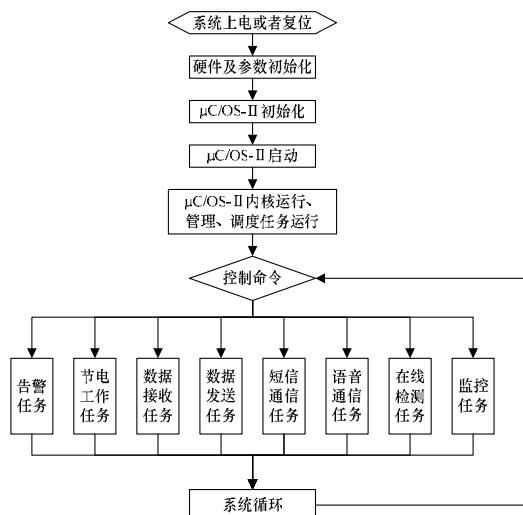 系统上电或者复位
硬件及参数初始化
μC/OS-Ⅱ初始化
μC/OS-Ⅱ启动
μC/OS-Ⅱ内核运行、
管理、调度任务运行
控制命令
告警
任务
节电
工作
任务
数据
接收
任务
数据
发送
任务
短信
通信
任务
语音
通信
任务
在线
检测
任务
监控
任务
系统循环